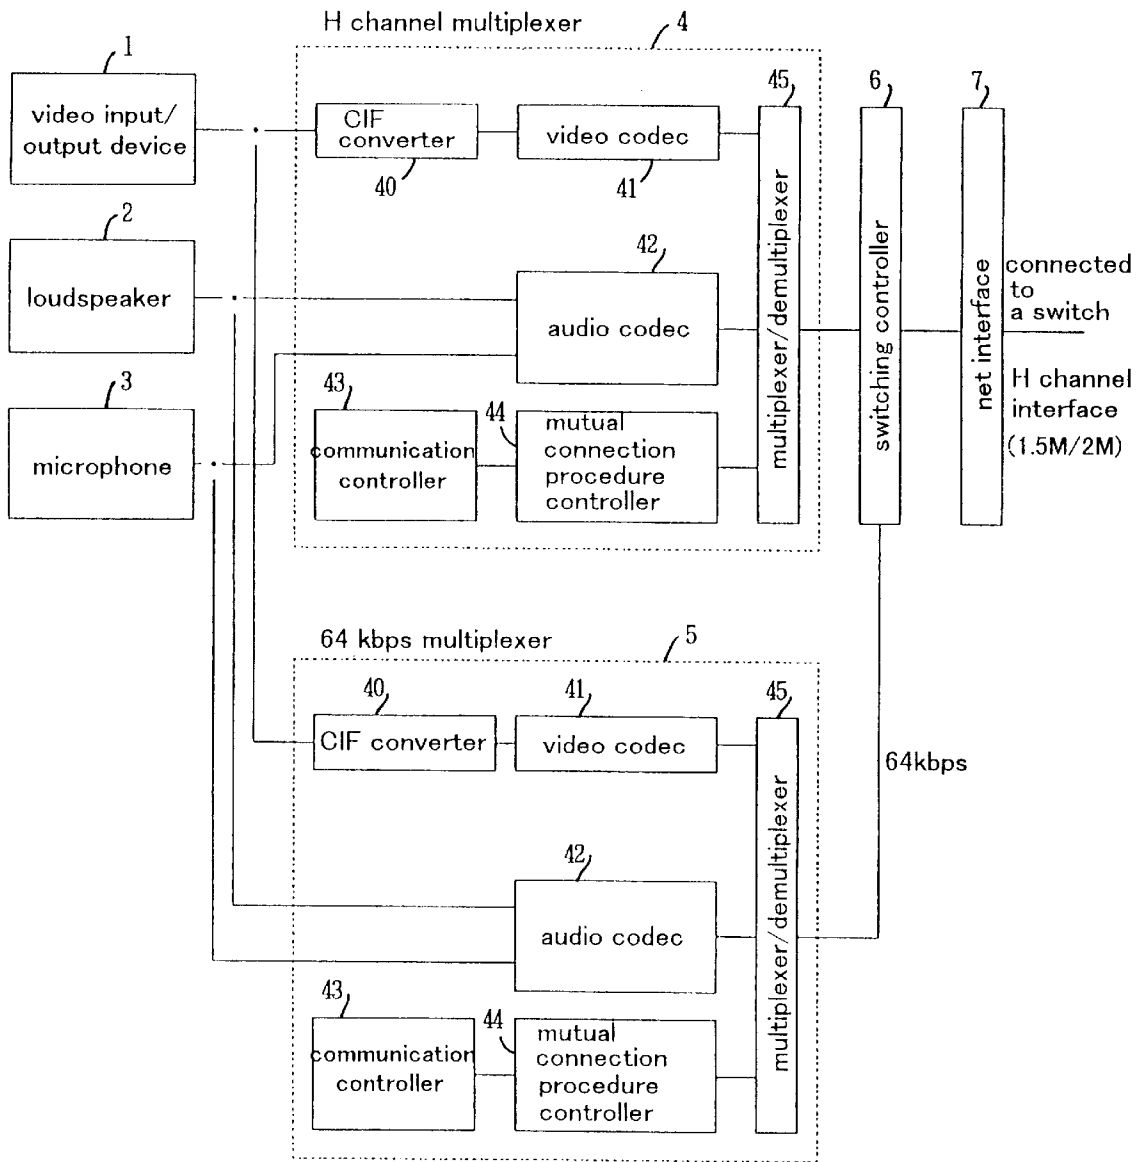 H channel multiplexer
4
1
video input/
output device
CIF
converter
40
video codec
41
45
multiplexer/demultiplexer
6
switching controller
7
net interface
2
loudspeaker
42
audio codec
connected
to
a switch
H channel
interface
(1.5M/2M)
3
microphone
43
communication
controller
44
mutual
connection
procedure
controller
64 kbps multiplexer
5
40
CIF converter
41
video codec
45
multiplexer/demultiplexer
64kbps
42
audio codec
43
communication
controller
44
mutual
connection
procedure
controller